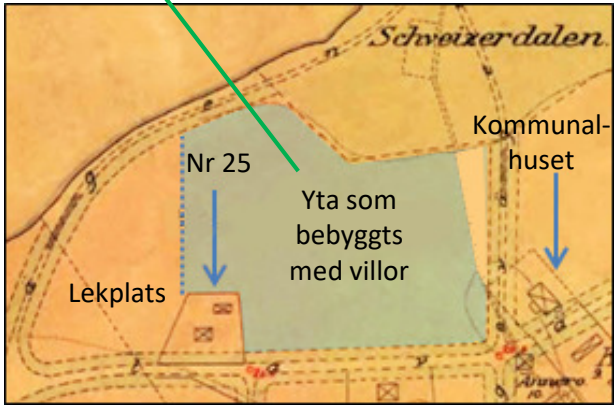 Schweizerdalen.
Kommunal-
huset
Nr 25
Yta som
bebyggts
med villor
Lekplats